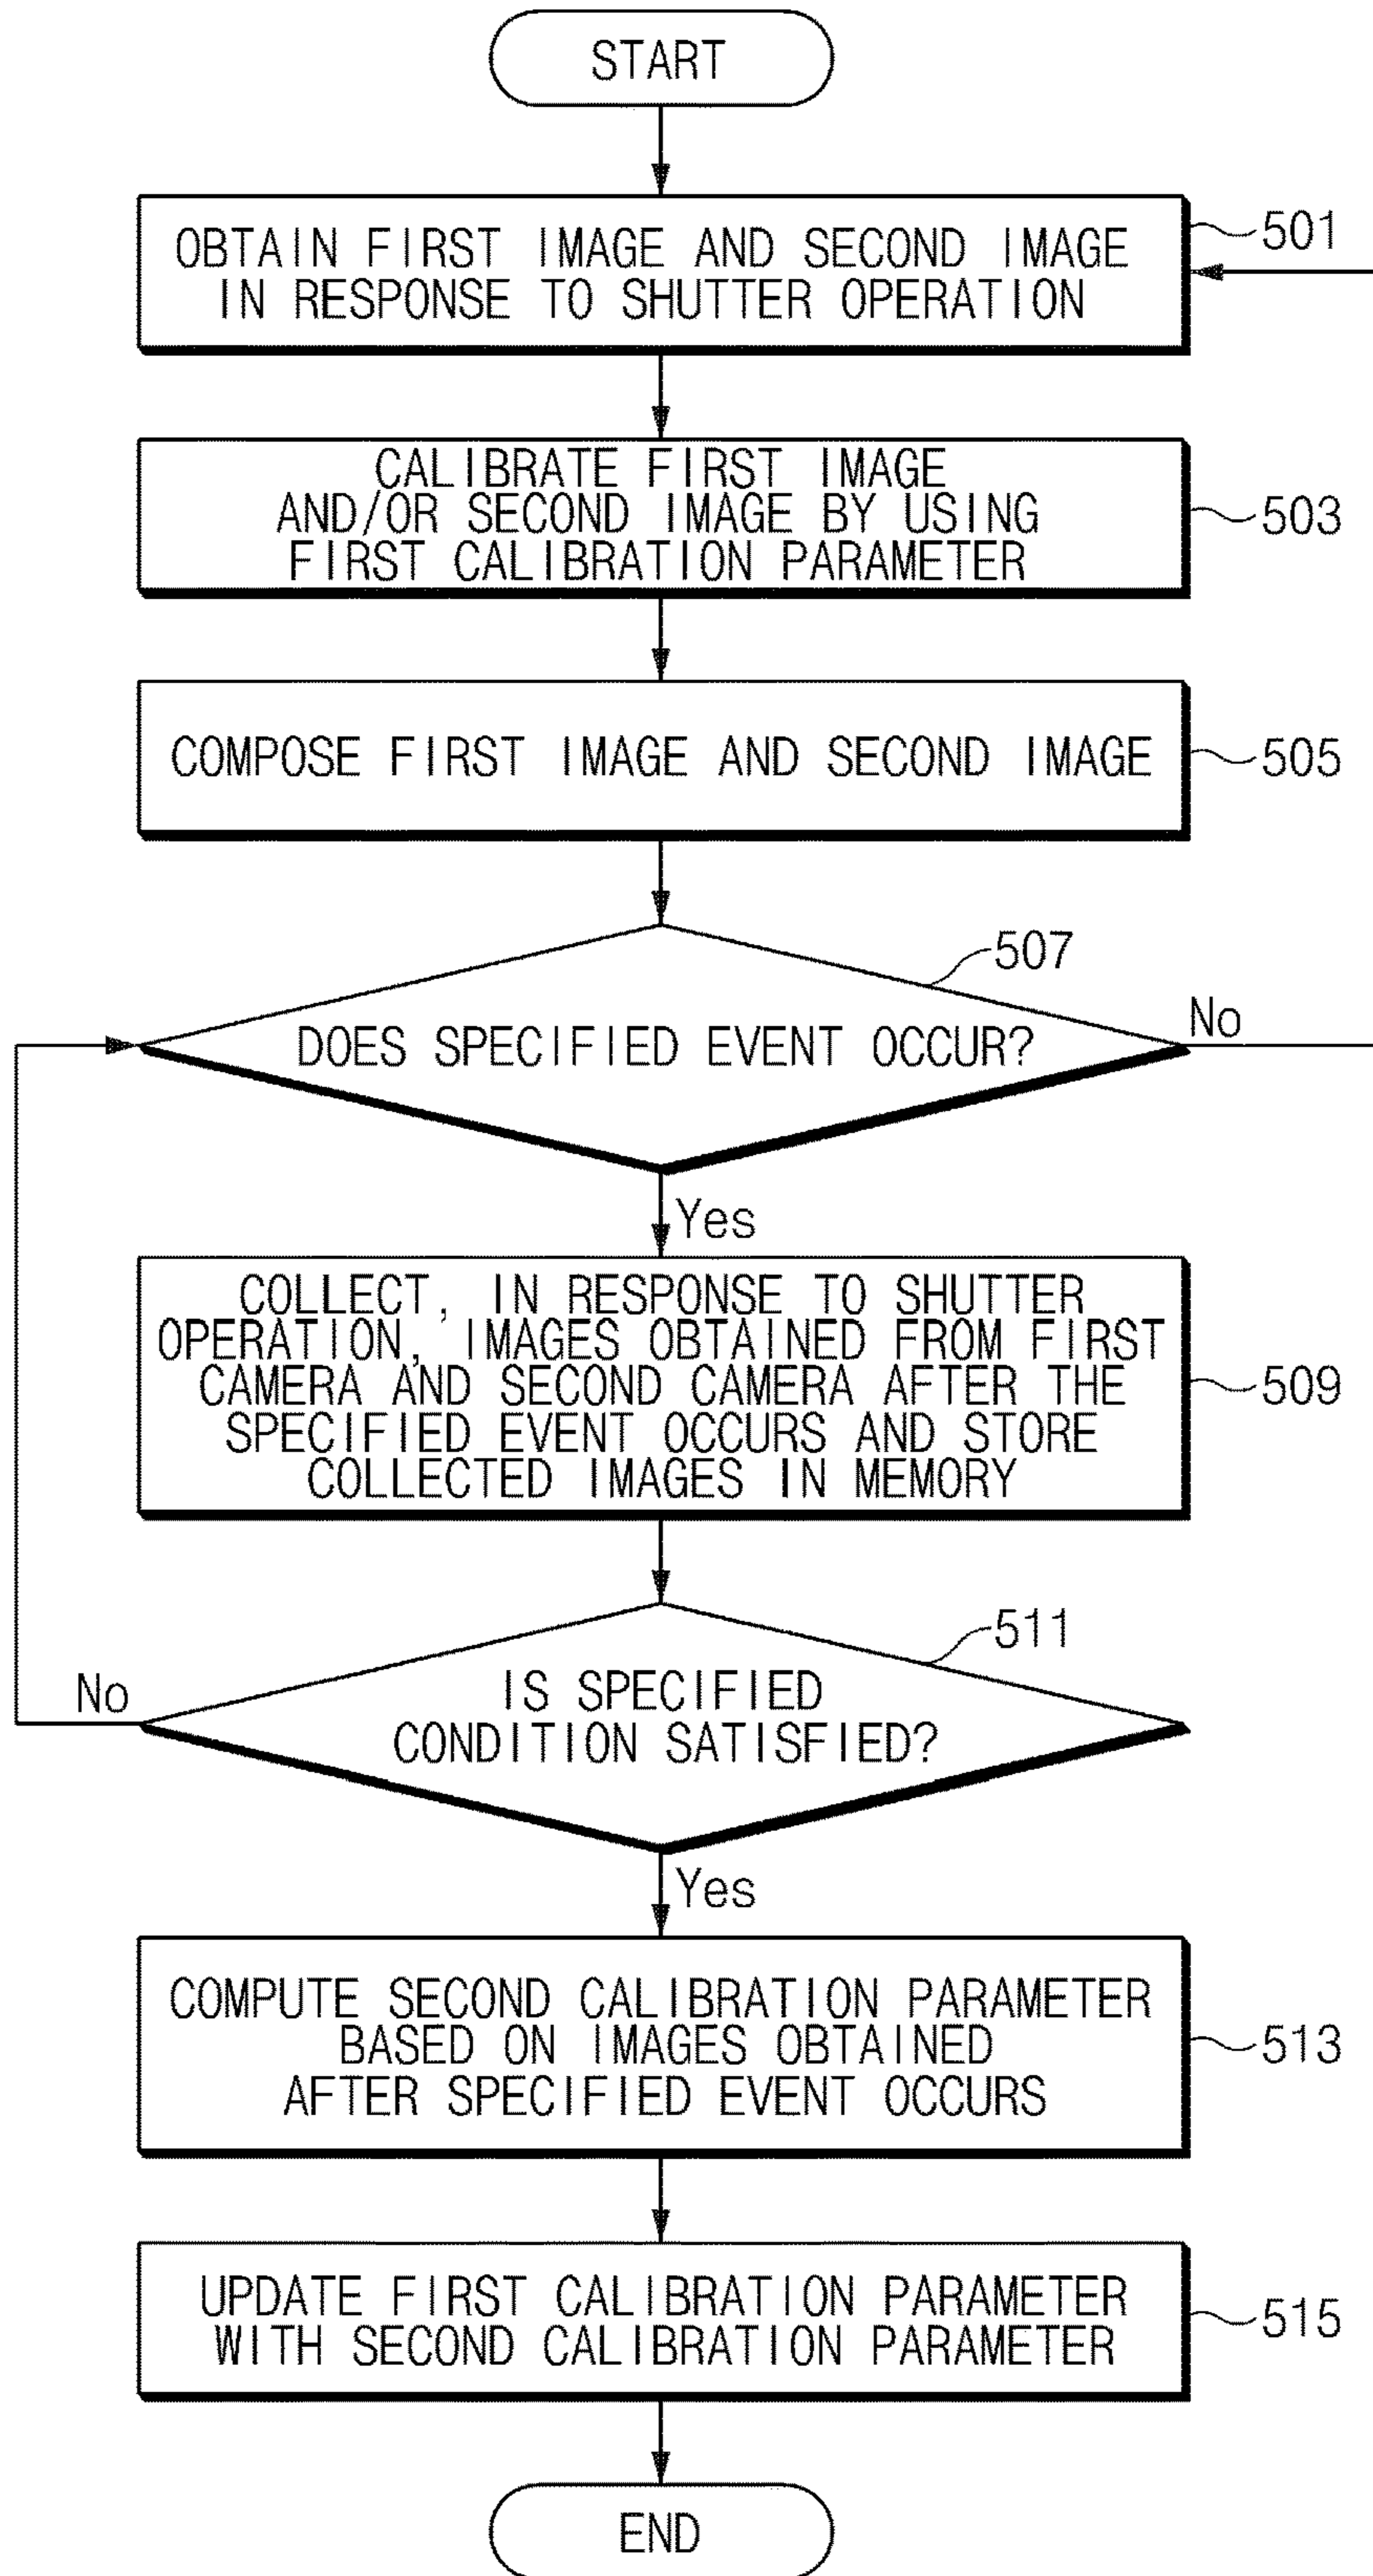 START
OBTAIN FIRST IMAGE AND SECOND IMAGE
IN RESPONSE TO SHUTTER OPERATION
501
CALIBRATE FIRST IMAGE
AND/OR SECOND IMAGE BY USING
FIRST CALIBRATION PARAMETER
503
COMPOSE FIRST IMAGE AND SECOND IMAGE
505
507
DOES SPECIFIED EVENT OCCUR?
No
Yes
COLLECT, IN RESPONSE TO SHUTTER
OPERATION, IMAGES OBTAINED FROM FIRST
CAMERA AND SECOND CAMERA AFTER THE
SPECIFIED EVENT OCCURS AND STORE
COLLECTED IMAGES IN MEMORY
509
511
IS SPECIFIED
CONDITION SATISFIED?
No
Yes
COMPUTE SECOND CALIBRATION PARAMETER
BASED ON IMAGES OBTAINED
AFTER SPECIFIED EVENT OCCURS
513
UPDATE FIRST CALIBRATION PARAMETER
WITH SECOND CALIBRATION PARAMETER
515
END